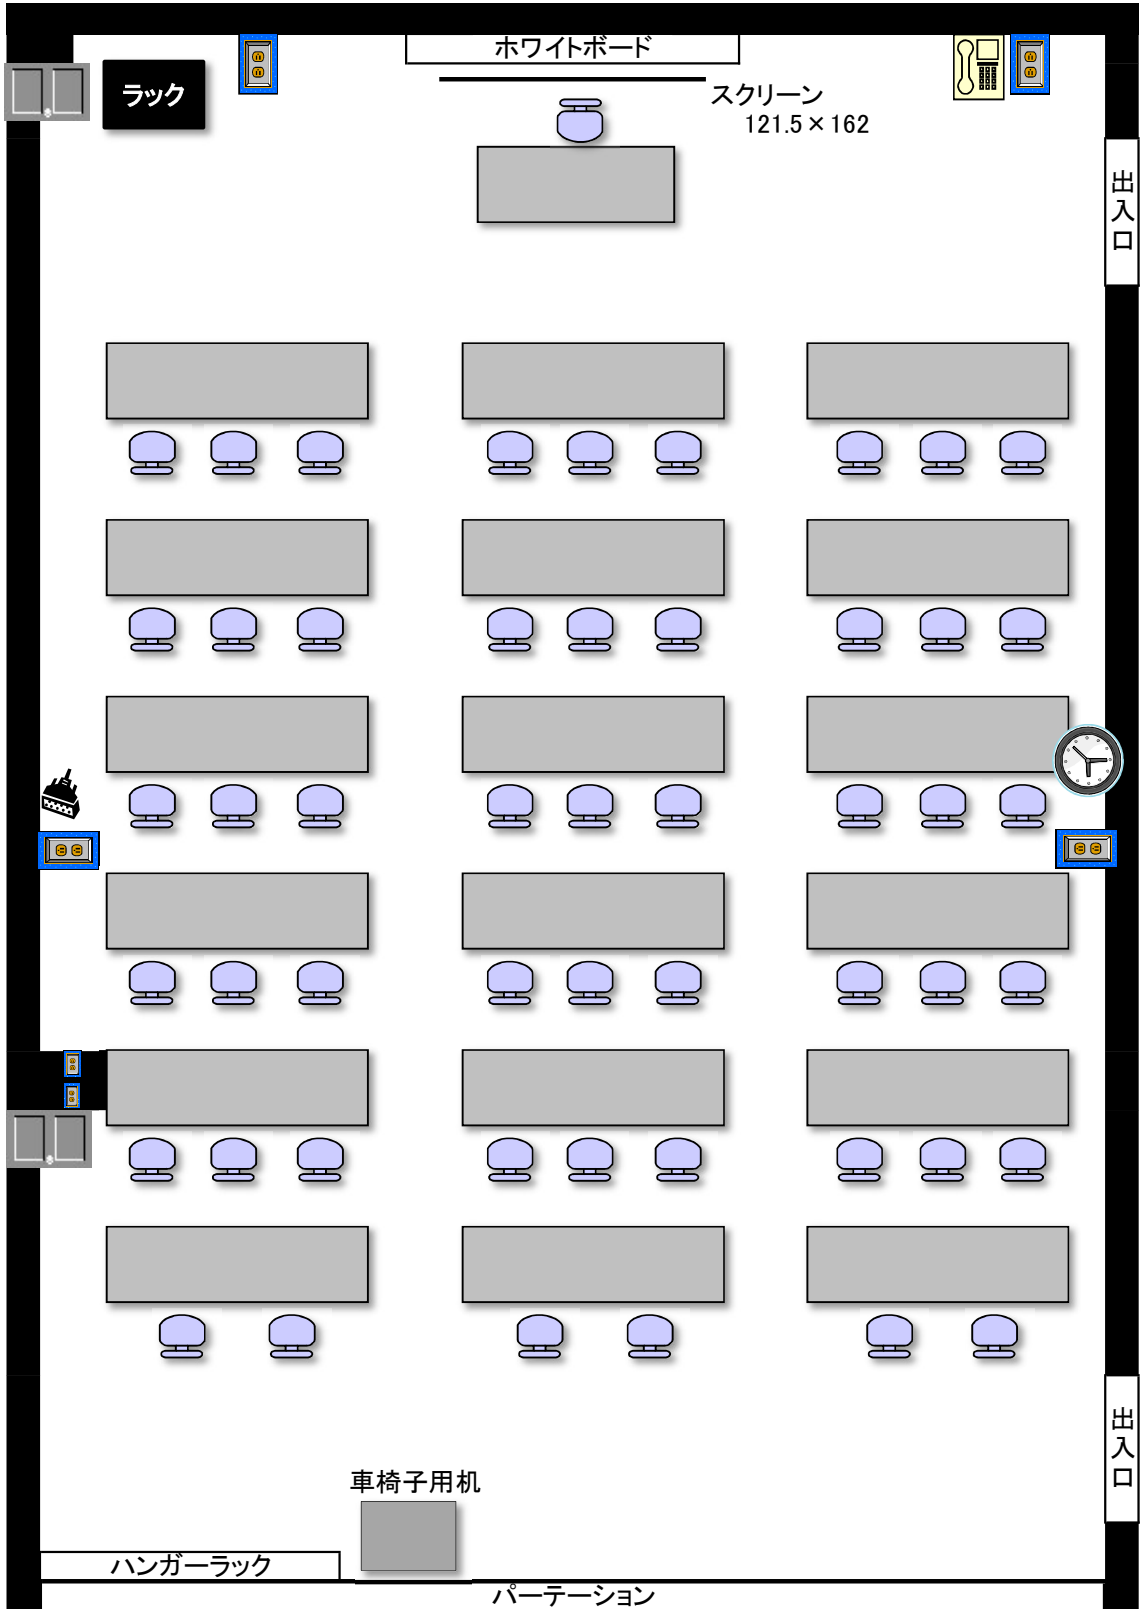 ホワイトボード
ラック
スクリーン
121.5×162
出入口
出入口
車椅子用机
ハンガーラック
パーテーション